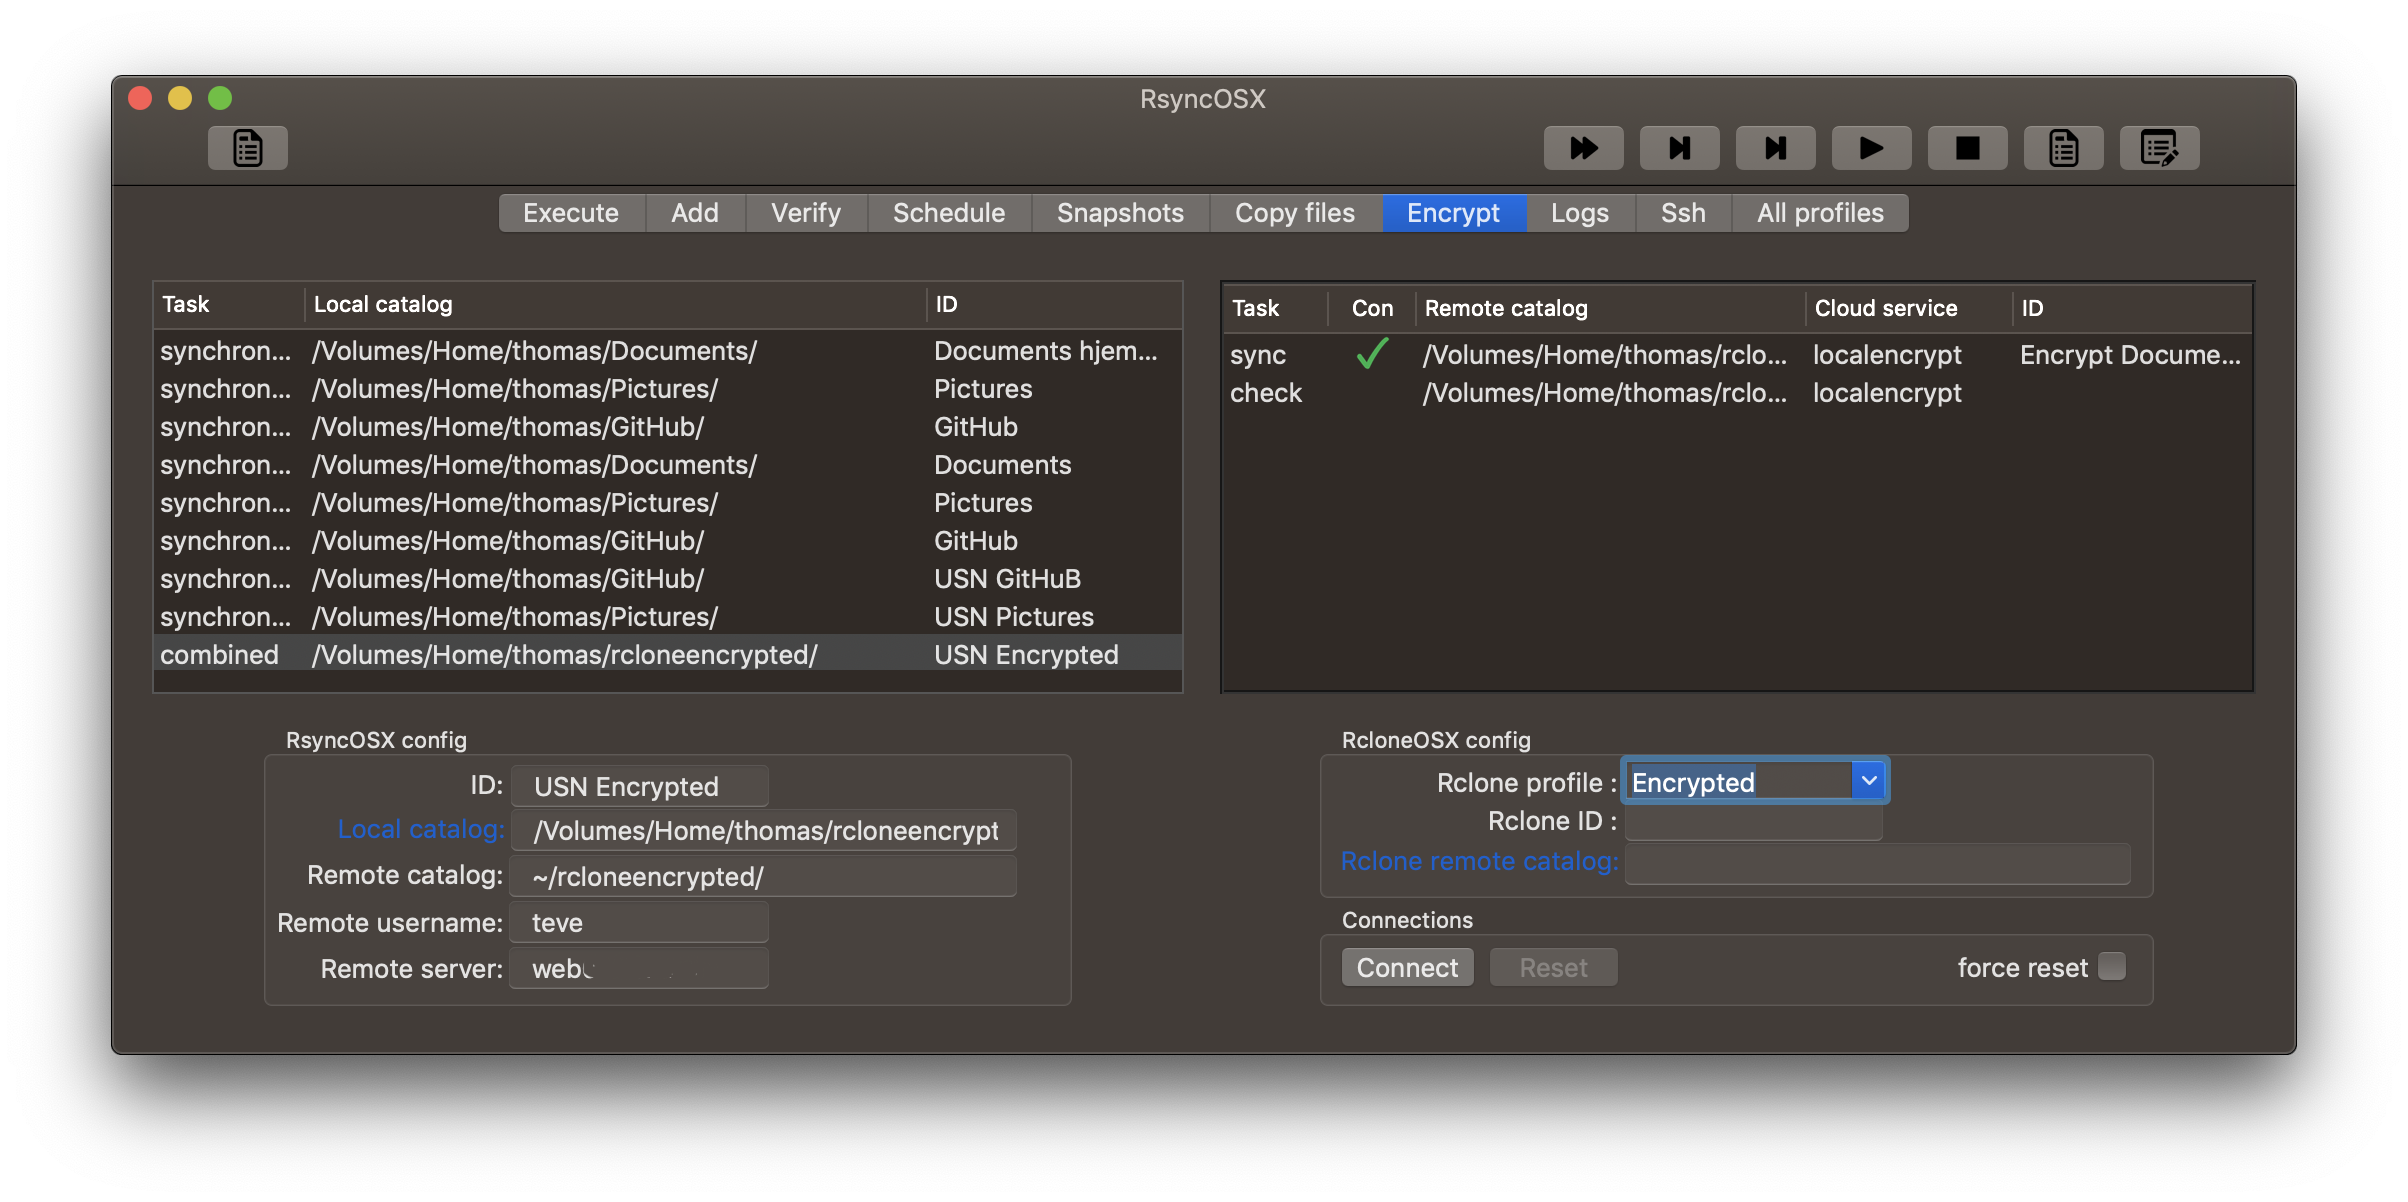 RsyncOSX
Execute Add Verify Schedule Snapshots Copy files Encrypt Logs Ssh All profiles
Task Local catalog ID
synchron... /Volumes/Home/thomas/Documents/ Documents hjem...
synchron... /Volumes/Home/thomas/Pictures/ Pictures
synchron... /Volumes/Home/thomas/GitHub/ GitHub
synchron... /Volumes/Home/thomas/Documents/ Documents
synchron... /Volumes/Home/thomas/Pictures/ Pictures
synchron... /Volumes/Home/thomas/GitHub/ GitHub
synchron... /Volumes/Home/thomas/GitHub/ USN GitHuB
synchron... /Volumes/Home/thomas/Pictures/ USN Pictures
combined /Volumes/Home/thomas/rcloneencrypted/ USN Encrypted
Task Con Remote catalog Cloud service ID
sync /Volumes/Home/thomas/rclo... localencrypt Encrypt Docume...
check /Volumes/Home/thomas/rclo... localencrypt
RsyncOSX config
ID: USN Encrypted
Local catalog: /Volumes/Home/thomas/rcloneencrypt
Remote catalog: ~/rcloneencrypted/
Remote username: teve
Remote server:
RcloneOSX config
Rclone profile : Encrypted
Rclone ID :
Rclone remote catalog:
Connections
Connect Reset force reset